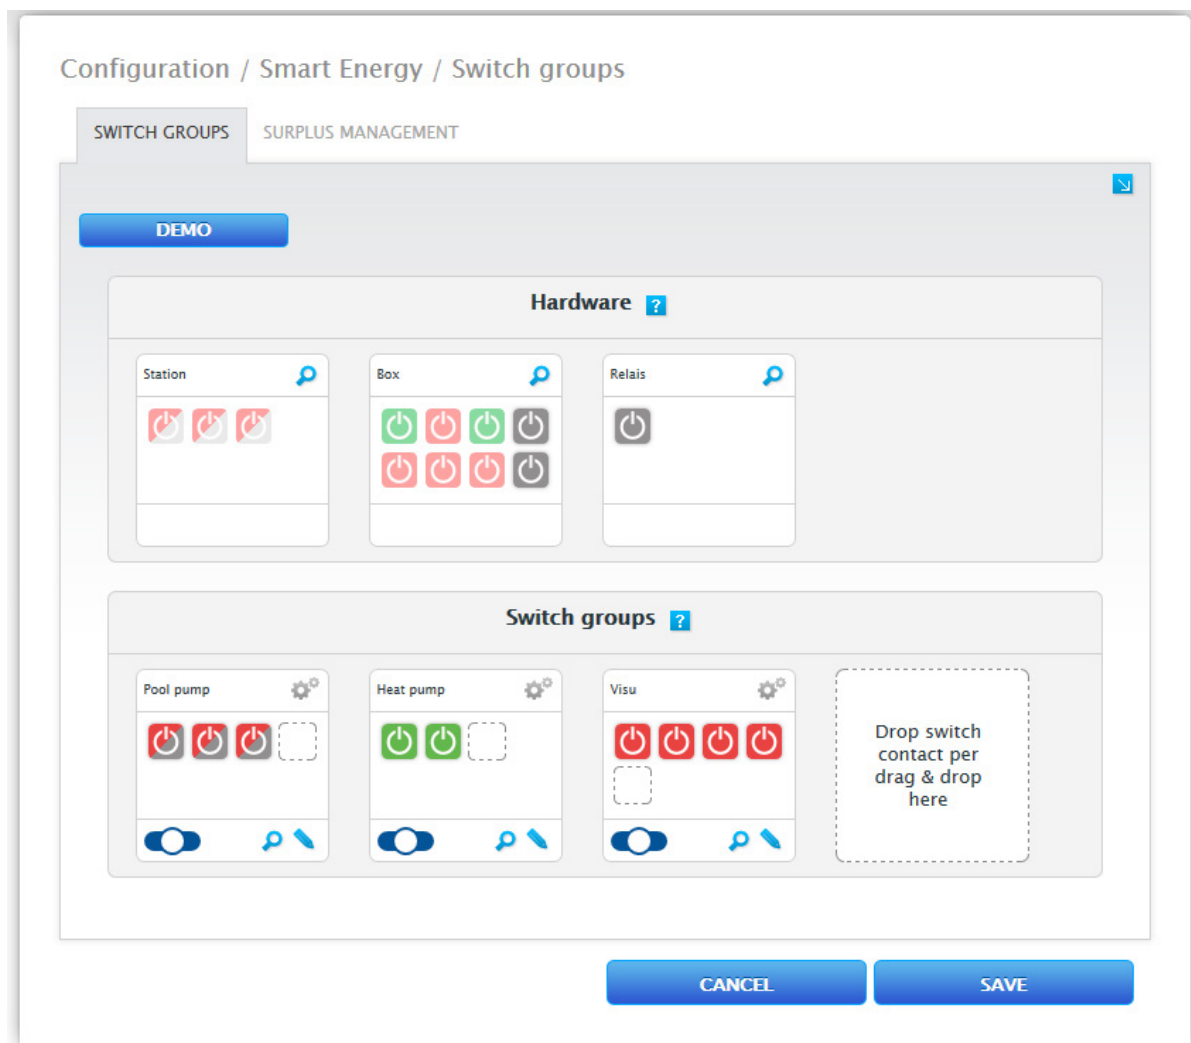 Configuration / Smart Energy / Switch groups
SWITCH GROUPS SURPLUS MANAGEMENT
DEMO
Hardware ?
Station Box Relais
Switch groups ?
Pool pump Heat pump Visu
Drop switch
contact per
drag & drop
here
CANCEL SAVE